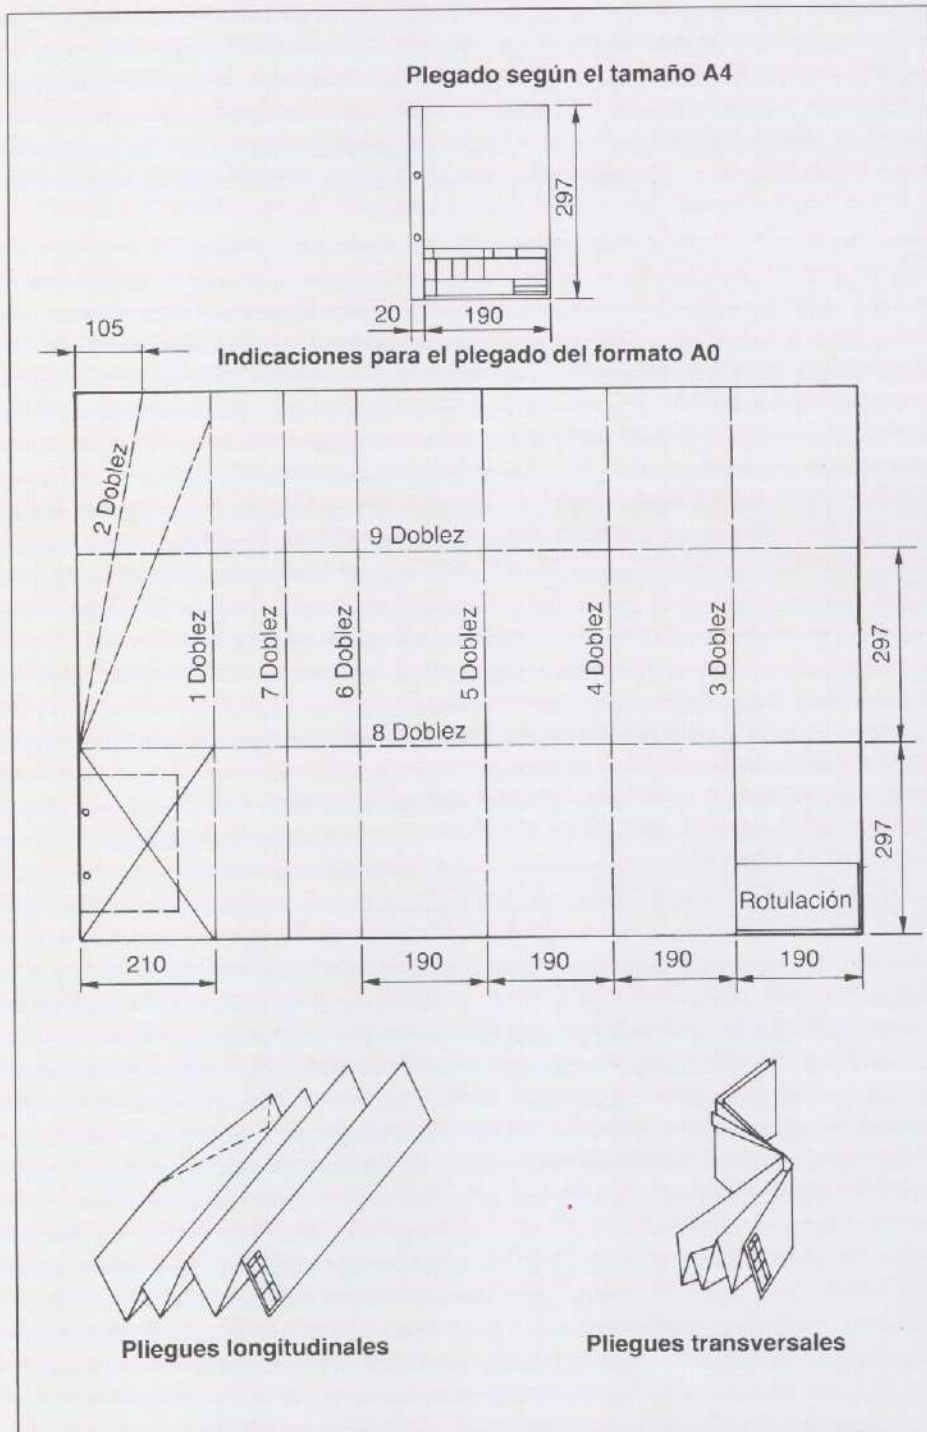 Plegado según el tamaño A4
297
20
190
105
Indicaciones para el plegado del formato A0
2 Doblez
9 Doblez
1 Doblez
7 Doblez
6 Doblez
5 Doblez
4 Doblez
3 Doblez
297
8 Doblez
297
Rotulación
210
190
190
190
190
Pliegues longitudinales
Pliegues transversales